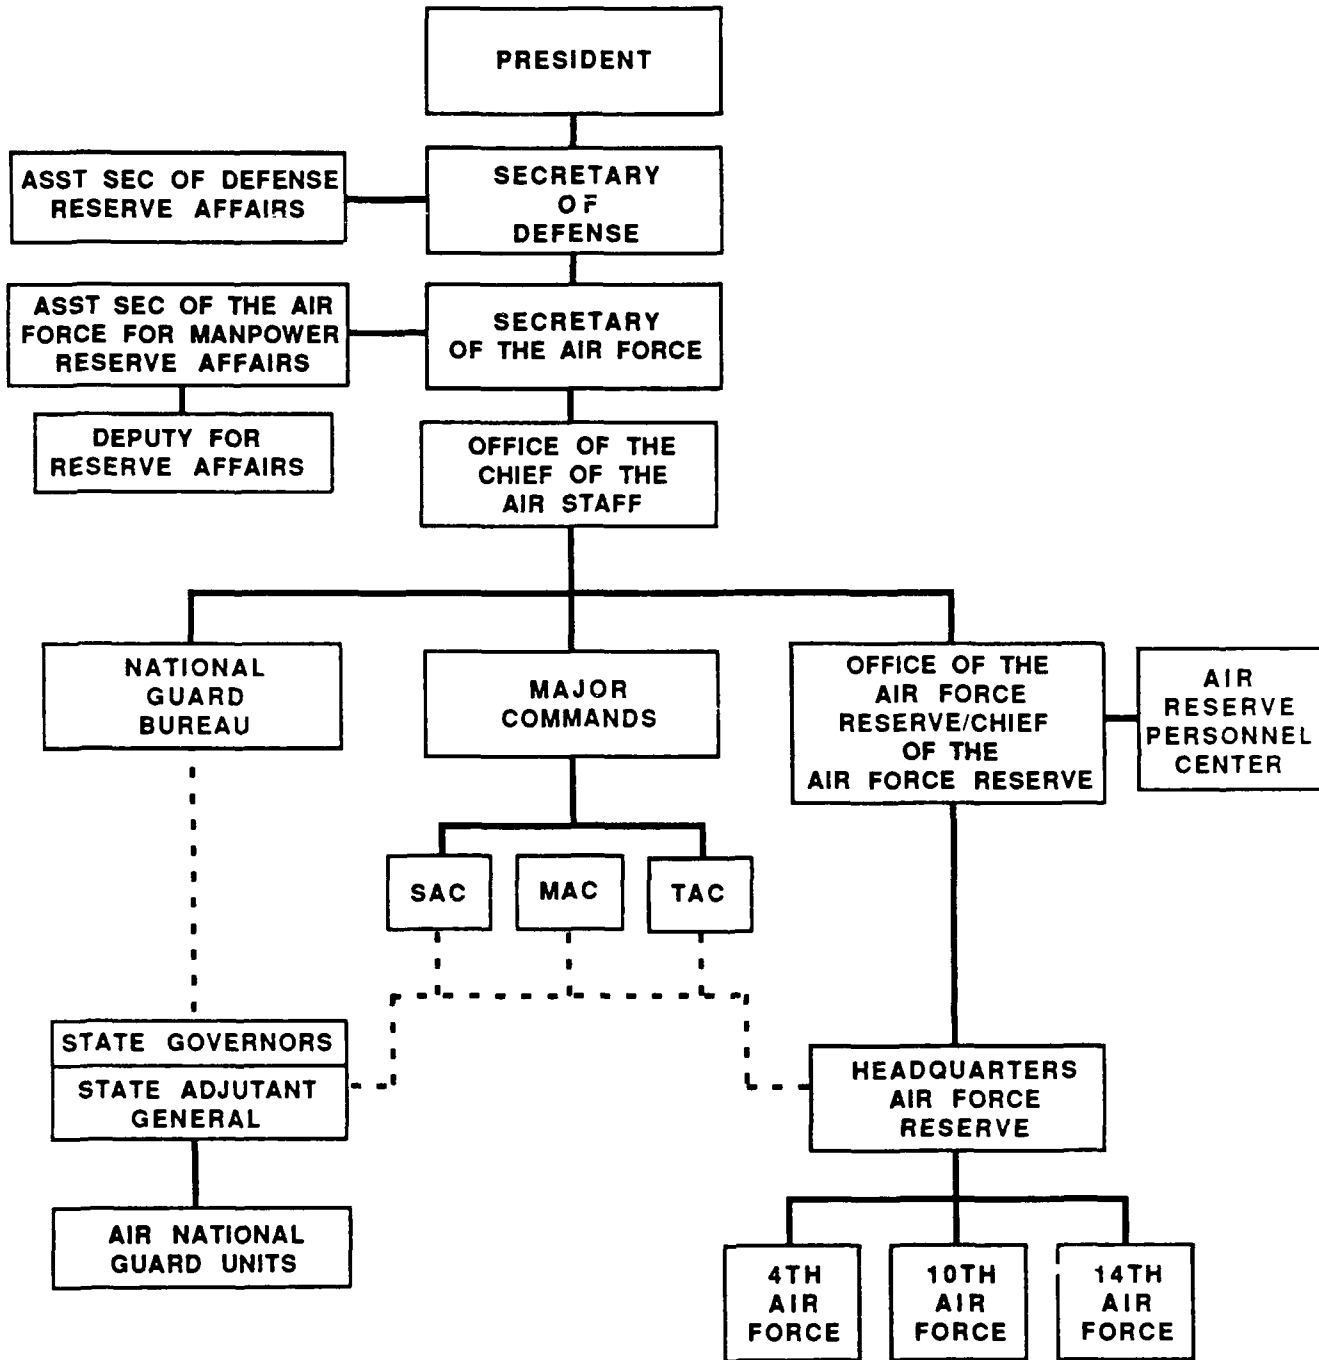 PRESIDENT
ASST SEC OF DEFENSE
RESERVE AFFAIRS
SECRETARY
OF
DEFENSE
ASST SEC OF THE AIR
FORCE FOR MANPOWER
RESERVE AFFAIRS
SECRETARY
OF THE AIR FORCE
DEPUTY FOR
RESERVE AFFAIRS
OFFICE OF THE
CHIEF OF THE
AIR STAFF
NATIONAL
GUARD
BUREAU
MAJOR
COMMANDS
OFFICE OF THE
AIR FORCE
RESERVE/CHIEF
OF THE
AIR FORCE RESERVE
AIR
RESERVE
PERSONNEL
CENTER
SAC
MAC
TAC
STATE GOVERNORS
STATE ADJUTANT
GENERAL
HEADQUARTERS
AIR FORCE
RESERVE
AIR NATIONAL
GUARD UNITS
4TH
AIR
FORCE
10TH
AIR
FORCE
14TH
AIR
FORCE